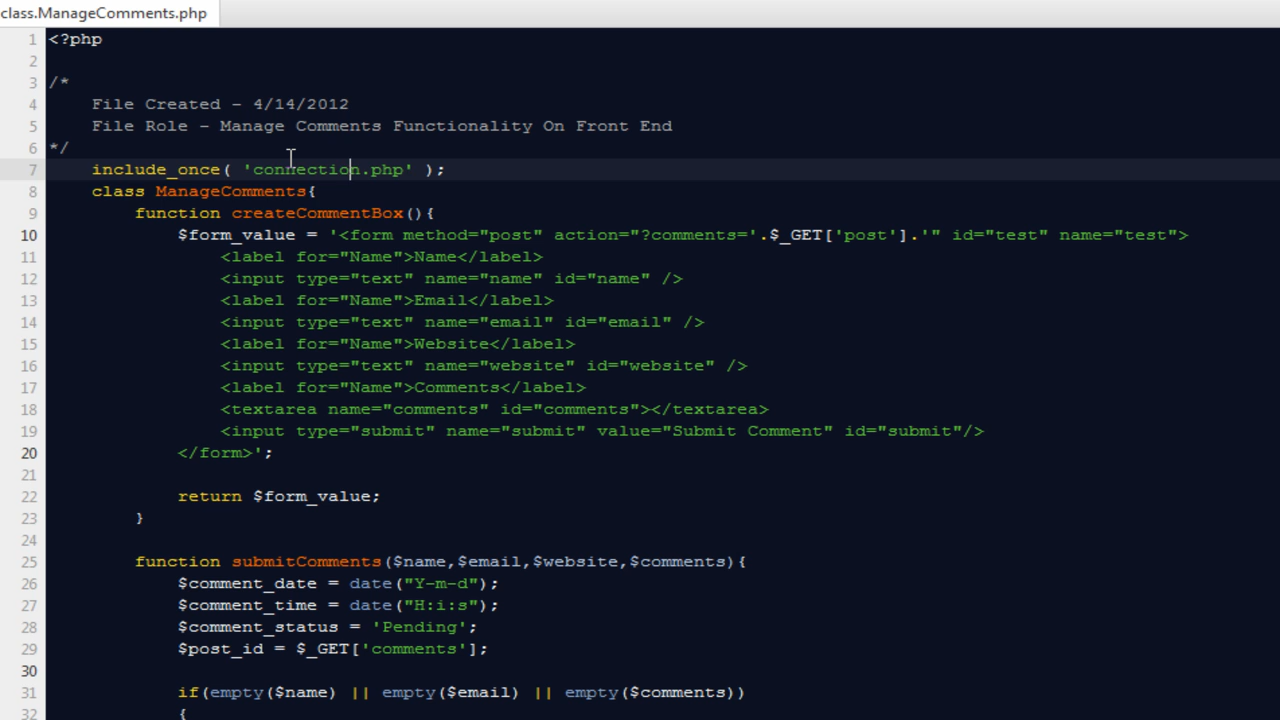 class.ManageComments.php
1 <?php
2
3 /*
4 File Created - 4/14/2012
5 File Role - Manage Comments Functionality On Front End
6 */
7 include_once( 'connection.php' );
8 class ManageComments{
9 function createCommentBox(){
10 $form_value = '<form method="post" action="?comments='.$_GET['post'].'" id="test" name="test">
11 <label for="Name">Name</label>
12 <input type="text" name="name" id="name" />
13 <label for="Name">Email</label>
14 <input type="text" name="email" id="email" />
15 <label for="Name">Website</label>
16 <input type="text" name="website" id="website" />
17 <label for="Name">Comments</label>
18 <textarea name="comments" id="comments"></textarea>
19 <input type="submit" name="submit" value="Submit Comment" id="submit"/>
20 </form>';
21
22 return $form_value;
23 }
24
25 function submitComments($name,$email,$website,$comments){
26 $comment_date = date("Y-m-d");
27 $comment_time = date("H:i:s");
28 $comment_status = 'Pending';
29 $post_id = $_GET['comments'];
30
31 if(empty($name) || empty($email) || empty($comments))
32 {